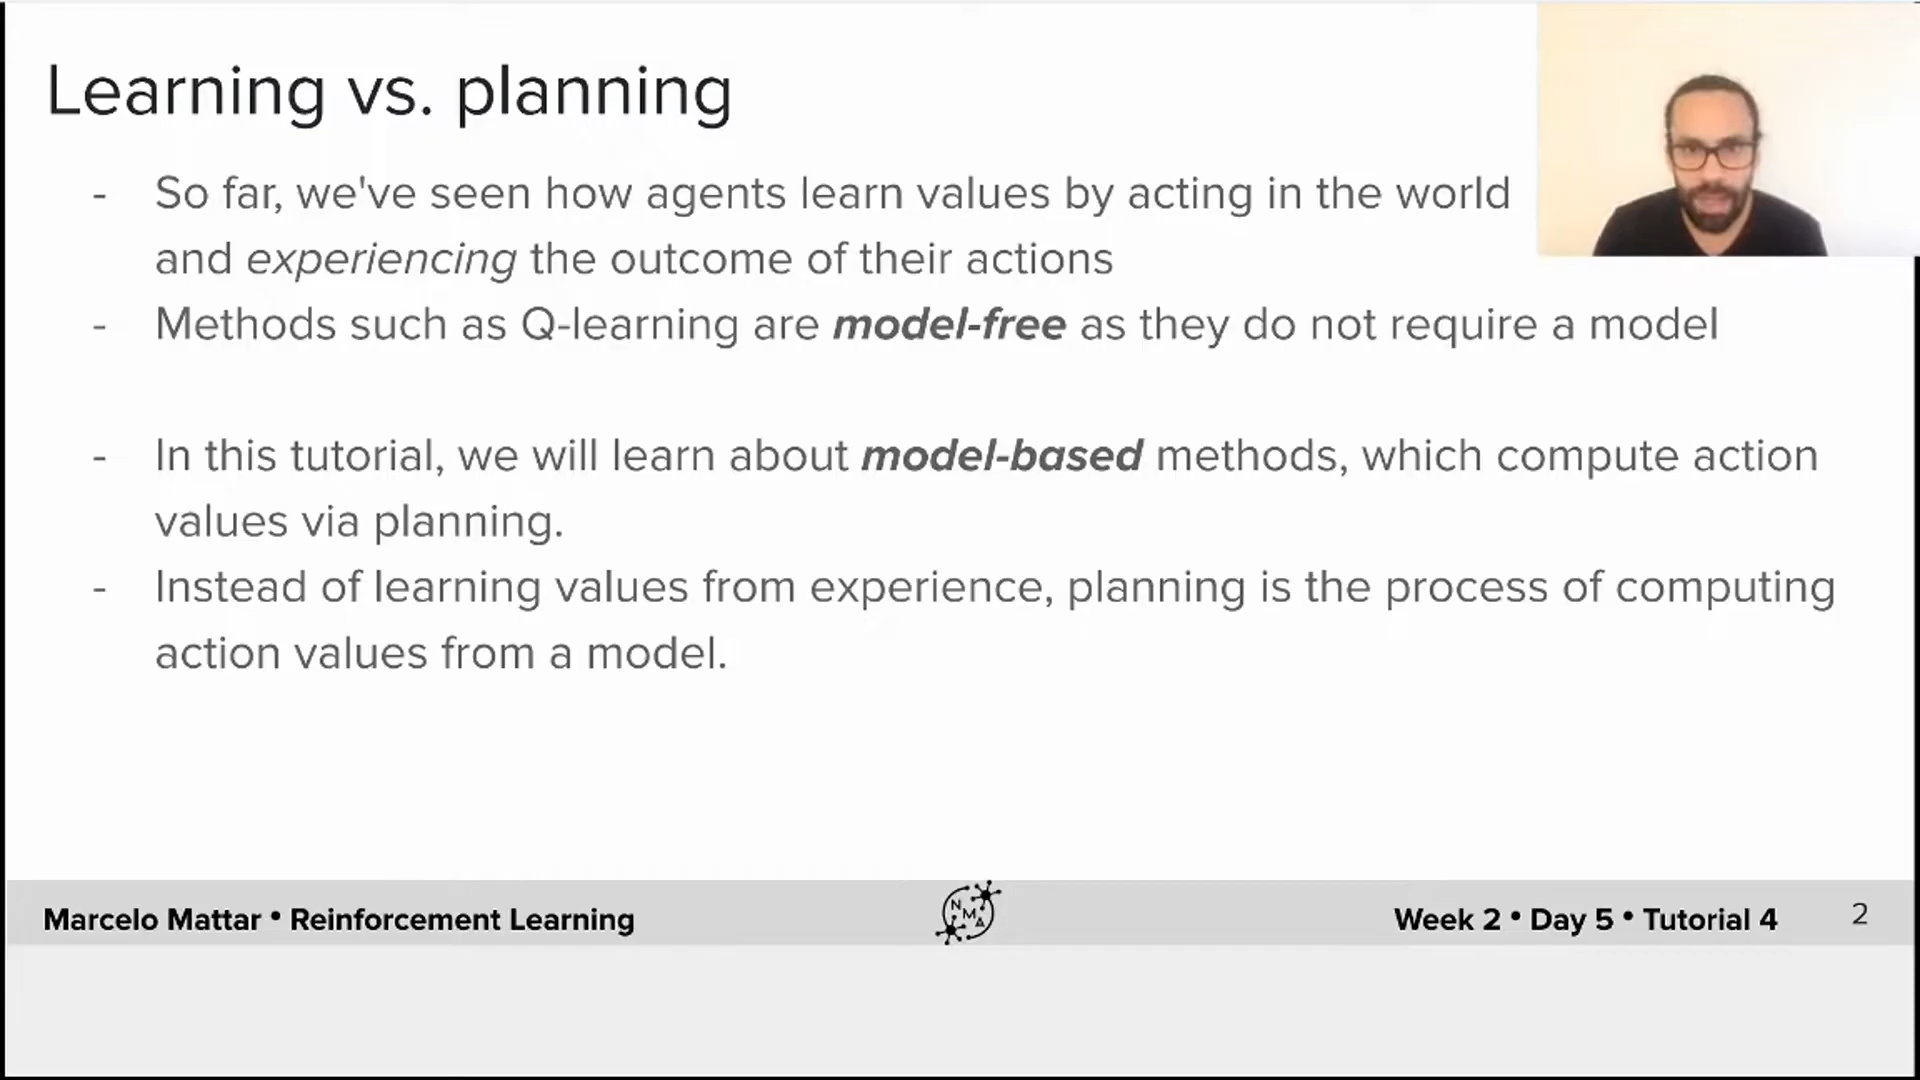 Learning vs. planning
- So far, we've seen how agents learn values by acting in the world
and experiencing the outcome of their actions
- Methods such as Q-learning are model-free as they do not require a model
- In this tutorial, we will learn about model-based methods, which compute action
values via planning.
- Instead of learning values from experience, planning is the process of computing
action values from a model.
Marcelo Mattar • Reinforcement Learning
NMA
Week 2 • Day 5 • Tutorial 4
2